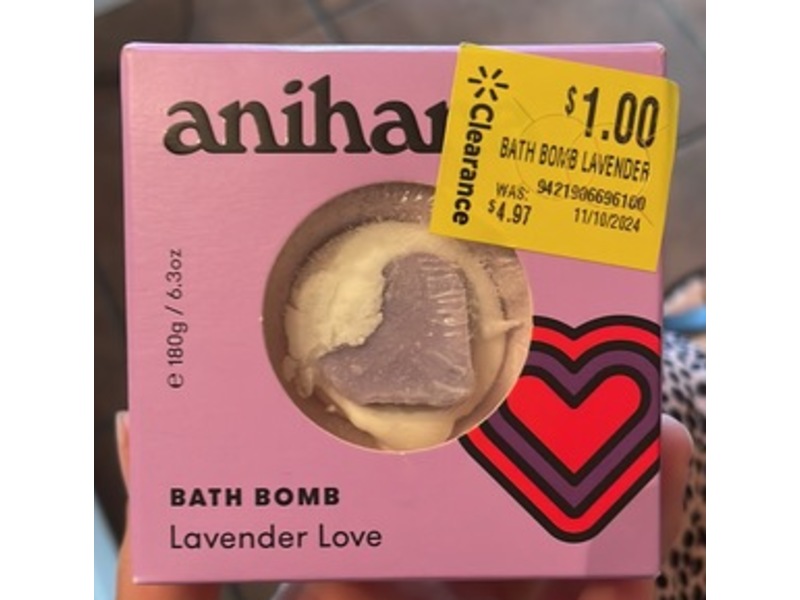 anihan
$1.00
BATH BOMB LAVENDER
Clearance
WAS: 9421906696100
$4.97 11/10/2024
e 180g / 6.3oz
BATH BOMB
Lavender Love